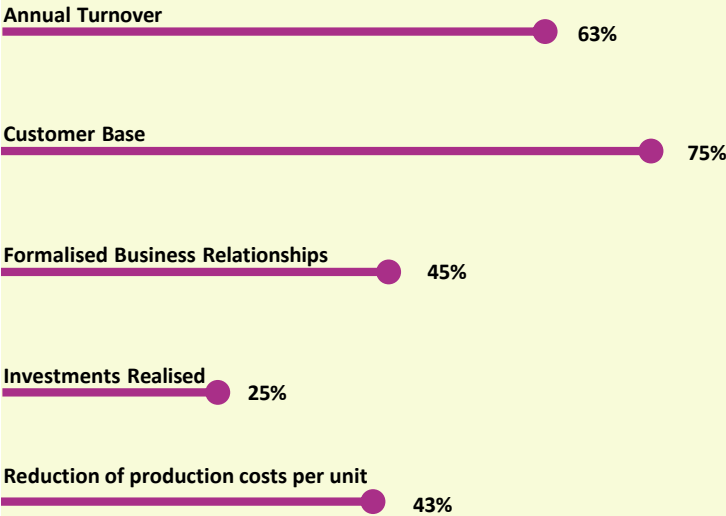 Annual Turnover
63%
Customer Base
75%
Formalised Business Relationships
45%
Investments Realised
25%
Reduction of production costs per unit
43%